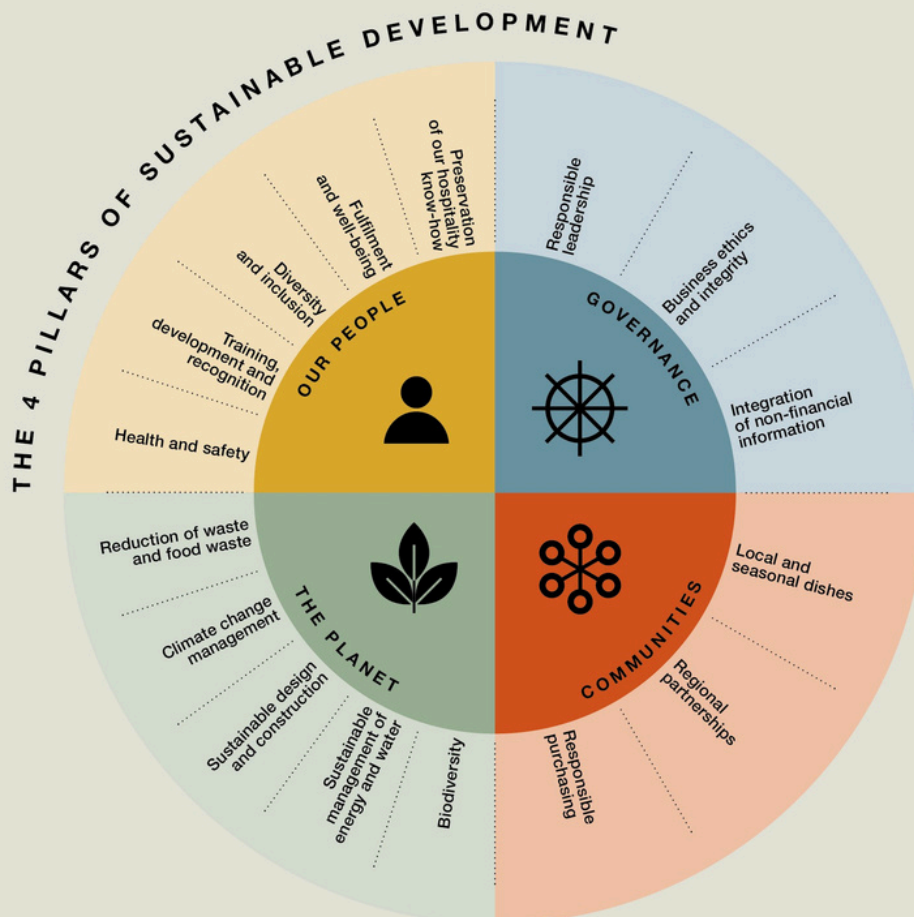 THE 4 PILLARS OF SUSTAINABLE DEVELOPMENT
OUR PEOPLE
Health and safety
Training,
development and
recognition
Diversity
and inclusion
Fulfilment
and well-being
Preservation
of our hospitality
know-how
GOVERNANCE
Responsible
leadership
Business ethics
and integrity
Integration
of non-financial
information
COMMUNITIES
Local and
seasonal dishes
Regional
partnerships
Responsible
purchasing
THE PLANET
Biodiversity
Sustainable
management of
energy and water
Sustainable design
and construction
Climate change
management
Reduction of waste
and food waste